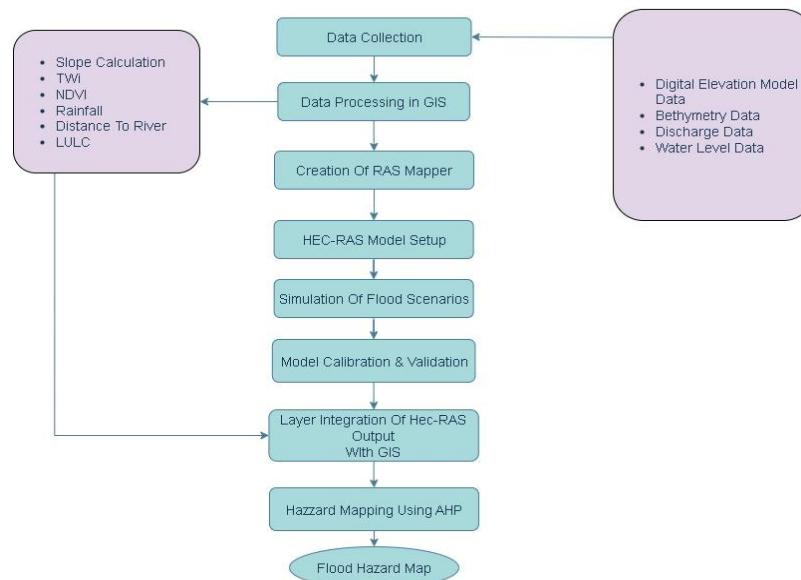 Data Collection
Slope Calculation
TWi
NDVI
Rainfall
Distance To River
LULC
Data Processing in GIS
Digital Elevation Model
Data
Bethymetry Data
Discharge Data
Water Level Data
Creation Of RAS Mapper
HEC-RAS Model Setup
Simulation Of Flood Scenarios
Model Calibration & Validation
Layer Integration Of Hec-RAS
Output
WIth GIS
Hazzard Mapping Using AHP
Flood Hazard Map